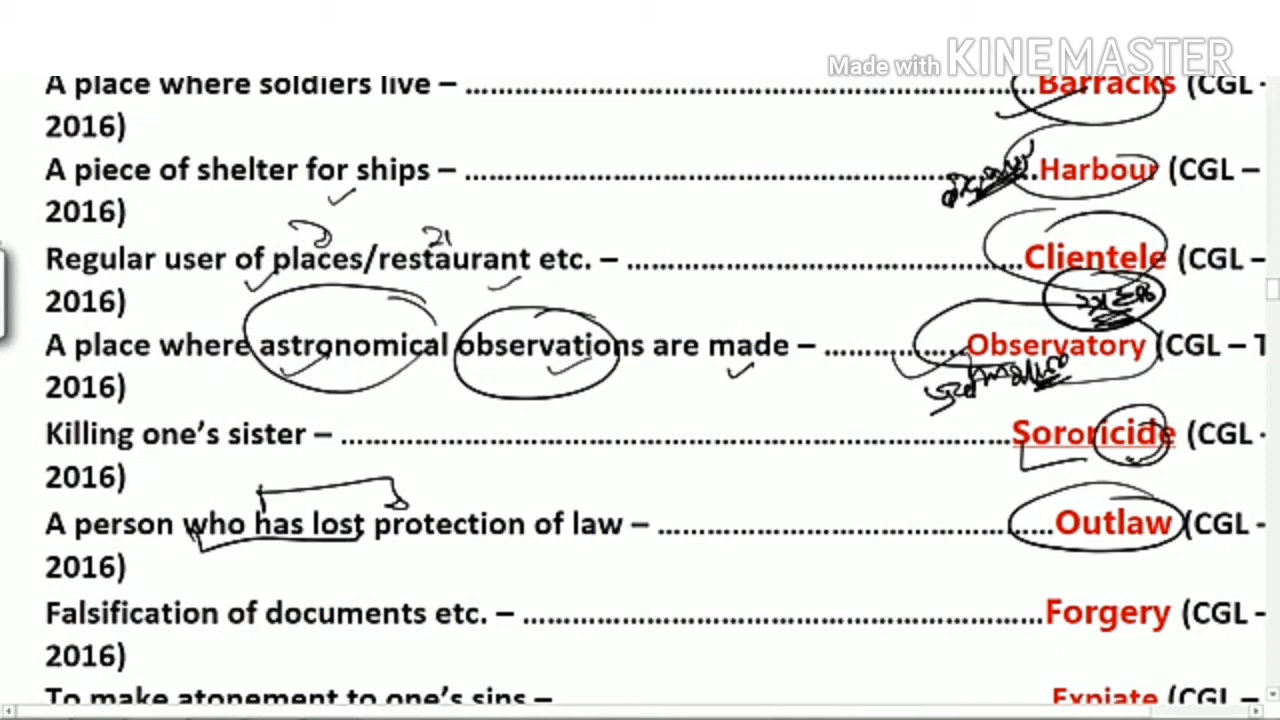 Made with KINEMASTER
A place where soldiers live – ........................................................................Barracks (CGL -
2016)
A piece of shelter for ships – ........................................................................Harbour (CGL –
2016)
Regular user of places/restaurant etc. – ..................................................Clientele (CGL –
2016)
A place where astronomical observations are made – ..................Observatory (CGL – T
2016)
Killing one’s sister – ..........................................................................................Sororicide (CGL -
2016)
A person who has lost protection of law – ..................................................Outlaw (CGL -
2016)
Falsification of documents etc. – ..................................................................Forgery (CGL -
2016)
To make atonement to one’s sins – ..................................................................Expiate (CGL -